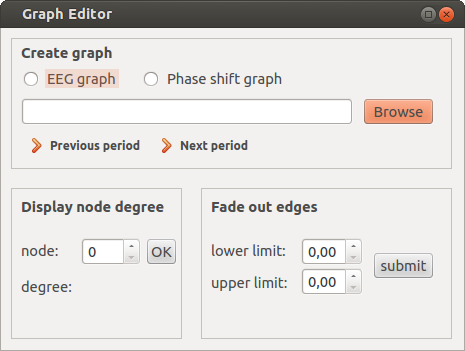 Graph Editor
Create graph
EEG graph Phase shift graph
Browse
Previous period Next period
Display node degree
node: 0 OK
degree:
Fade out edges
lower limit: 0,00
submit
upper limit: 0,00